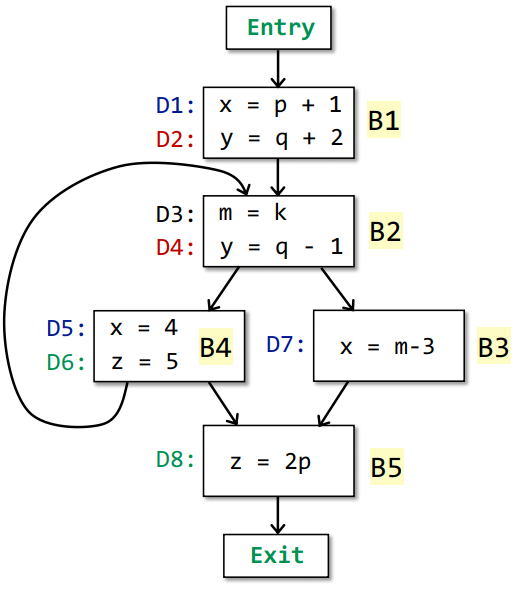 Entry
D1: x = p + 1
D2: y = q + 2
B1
D3: m = k
D4: y = q - 1
B2
D5: x = 4
D6: z = 5
B4
D7: x = m-3
B3
D8: z = 2p
B5
Exit